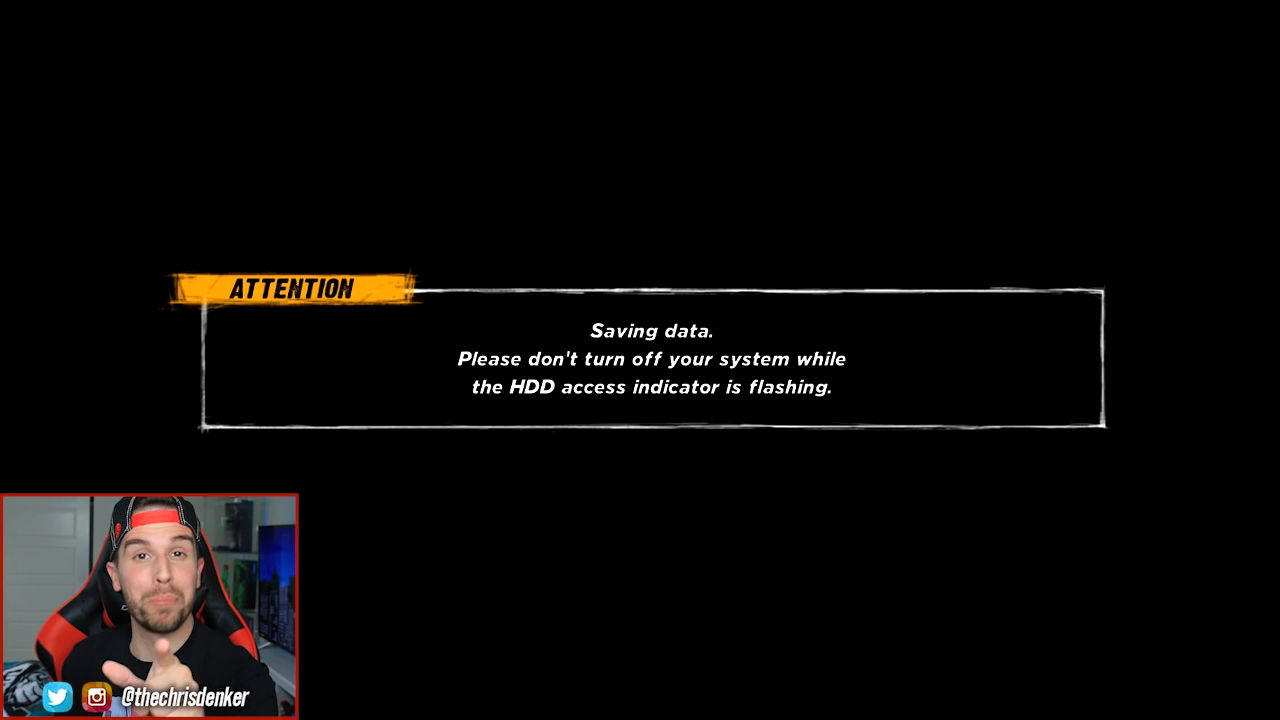 ATTENTION
Saving data.
Please don't turn off your system while
the HDD access indicator is flashing.
@thechrisdenker